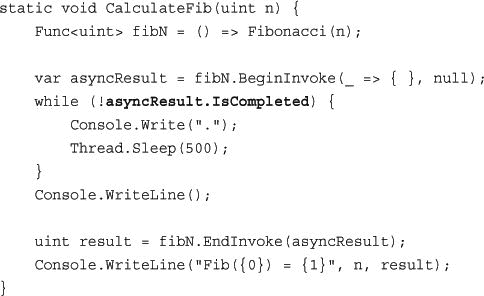 static void CalculateFib(uint n) {
    Func<uint> fibN = () => Fibonacci(n);

    var asyncResult = fibN.BeginInvoke(_ => { }, null);
    while (!asyncResult.IsCompleted) {
        Console.Write(".");
        Thread.Sleep(500);
    }
    Console.WriteLine();

    uint result = fibN.EndInvoke(asyncResult);
    Console.WriteLine("Fib({0}) = {1}", n, result);
}